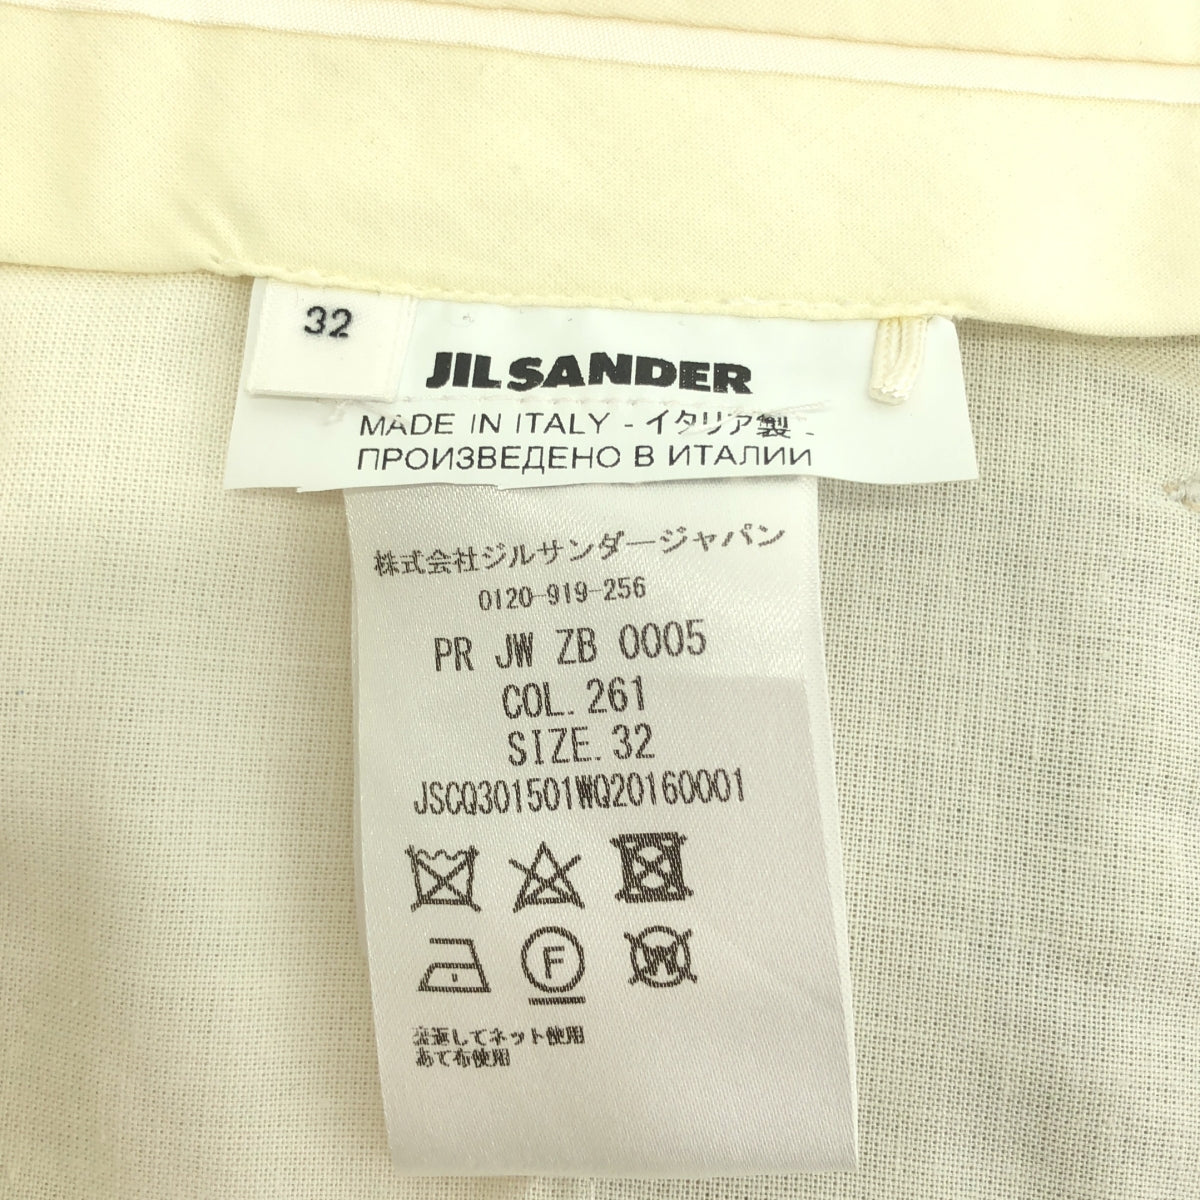 32
JIL SANDER
MADE IN ITALY - イタリア製 -
ПРОИЗВЕДЕНО В ИТАЛИИ
株式会社ジルサンダージャパン
0120-919-256
PR JW ZB 0005
COL. 261
SIZE. 32
JSCQ301501WQ20160001
F
W
裏返してネット使用
あて布使用